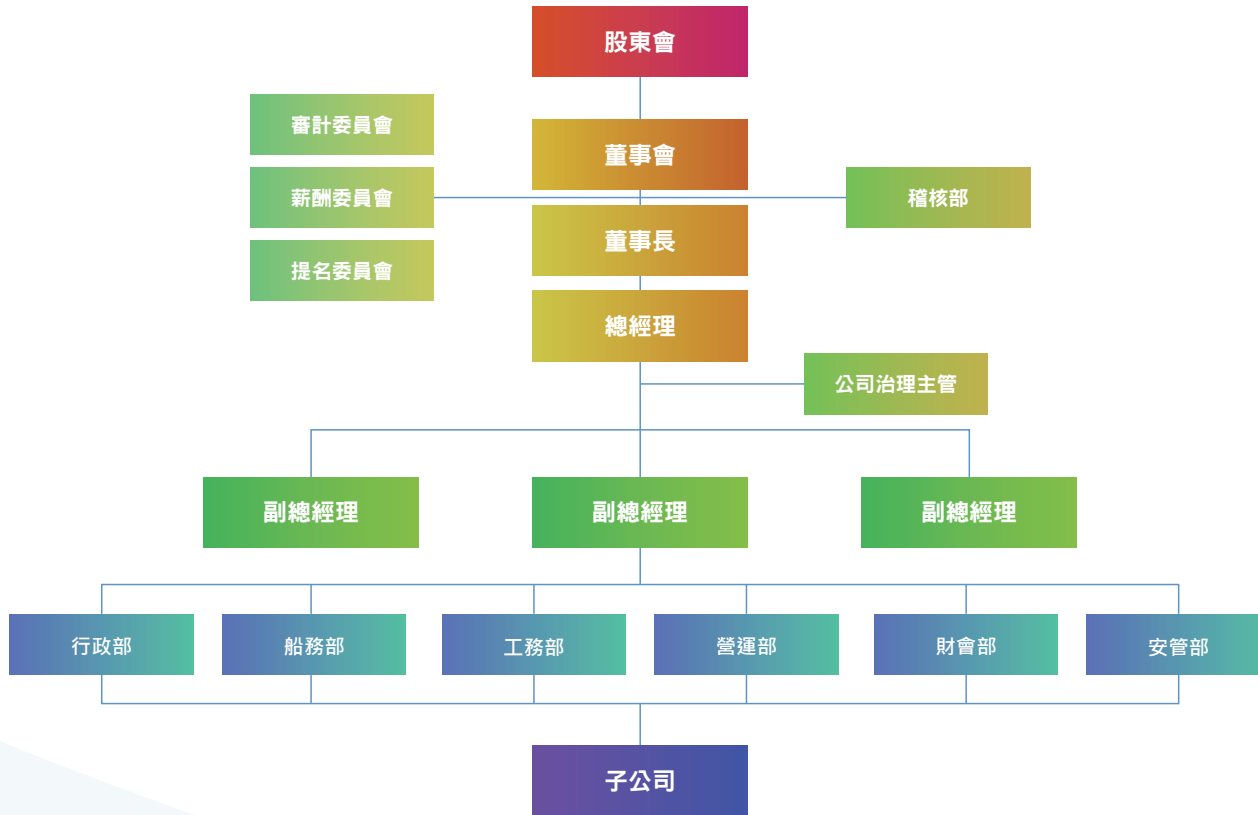 股東會
審計委員會
董事會
薪酬委員會
稽核部
董事長
提名委員會
總經理
公司治理主管
副總經理
副總經理
副總經理
行政部
船務部
工務部
營運部
財會部
安管部
子公司